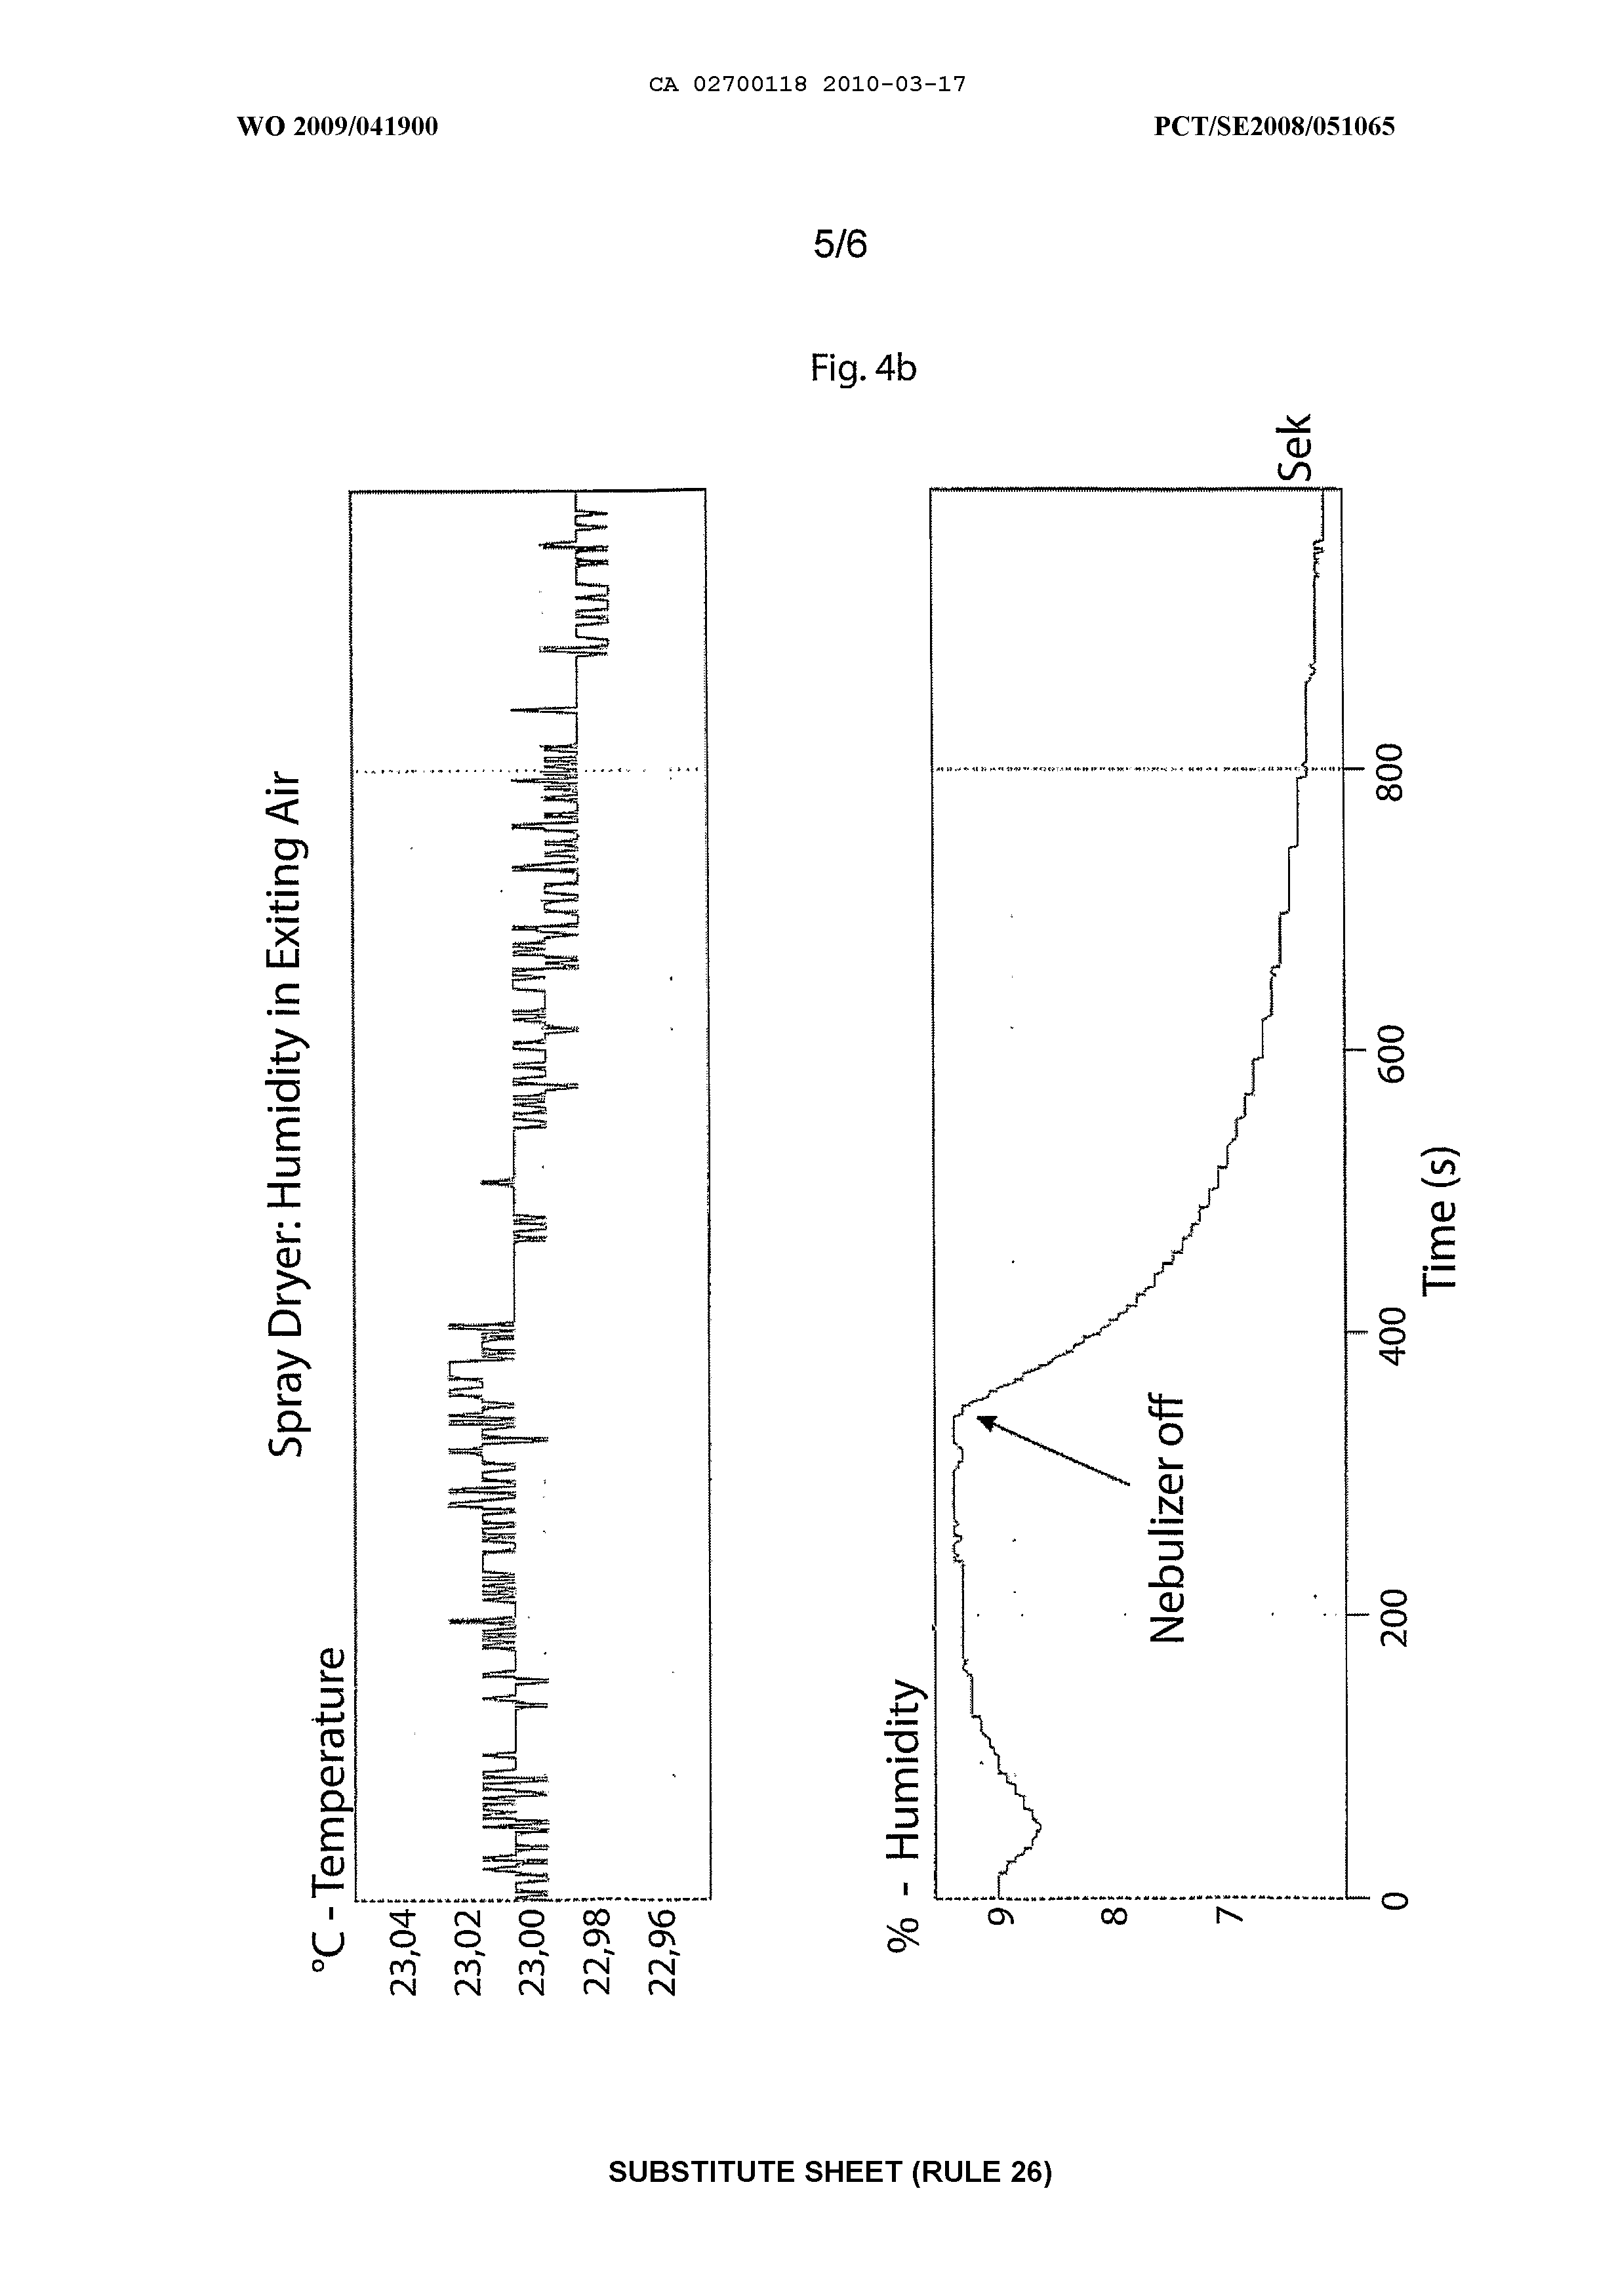 CA 02700118 2010-03-17
WO 2009/041900
PCT/SE2008/051065
5/6
Fig. 4b
Spray Dryer: Humidity in Exiting Air
°C - Temperature
23,04
23,02
23,00
22,98
22,96
% - Humidity
9
8
7
Nebulizer off
0
200
400
600
800
Sek
Time (s)
SUBSTITUTE SHEET (RULE 26)